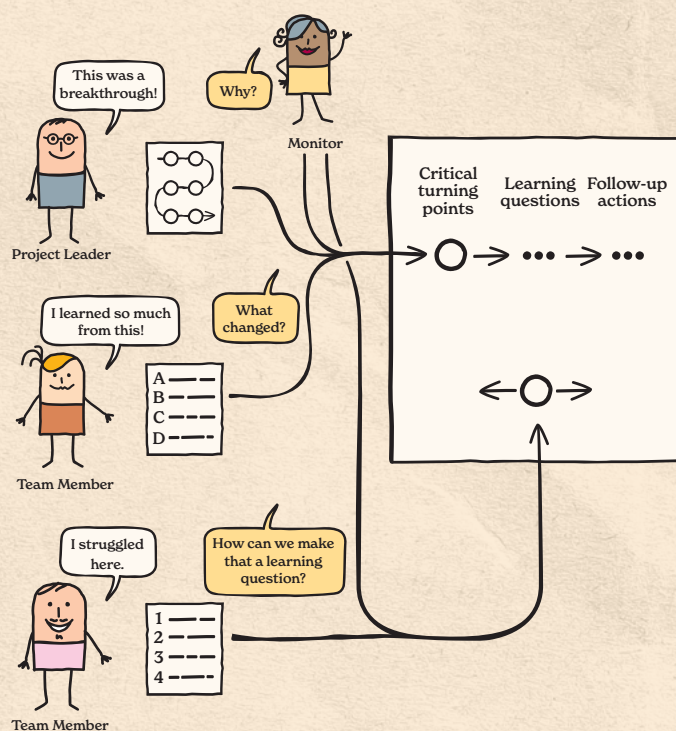 This was a
breakthrough!
Why?
Monitor
Project Leader
Critical
turning
points
Learning
questions
Follow-up
actions
I learned so much
from this!
What
changed?
A
B
C
D
Team Member
I struggled
here.
How can we make
that a learning
question?
1
2
3
4
Team Member